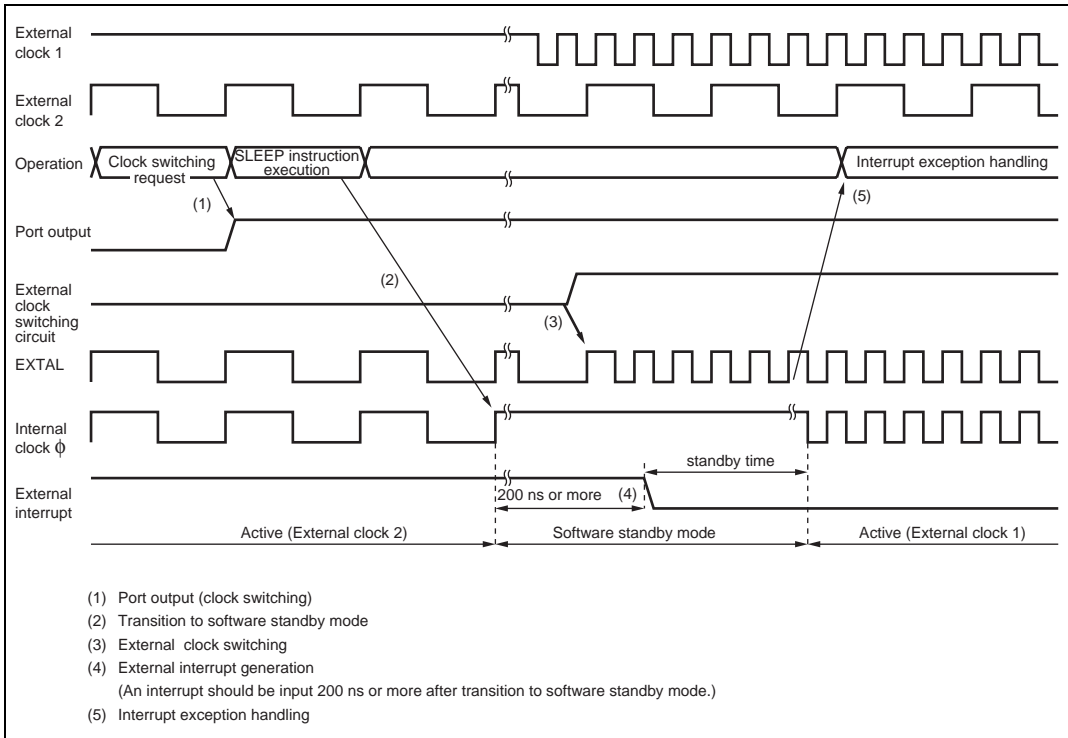 External
clock 1
External
clock 2
Operation
Clock switching
request
SLEEP instruction
execution
Interrupt exception handling
(1)
(5)
Port output
(2)
External
clock
switching
circuit
(3)
EXTAL
Internal
clock ϕ
standby time
External
interrupt
200 ns or more
(4)
Active (External clock 2)
Software standby mode
Active (External clock 1)
(1) Port output (clock switching)
(2) Transition to software standby mode
(3) External clock switching
(4) External interrupt generation
(An interrupt should be input 200 ns or more after transition to software standby mode.)
(5) Interrupt exception handling